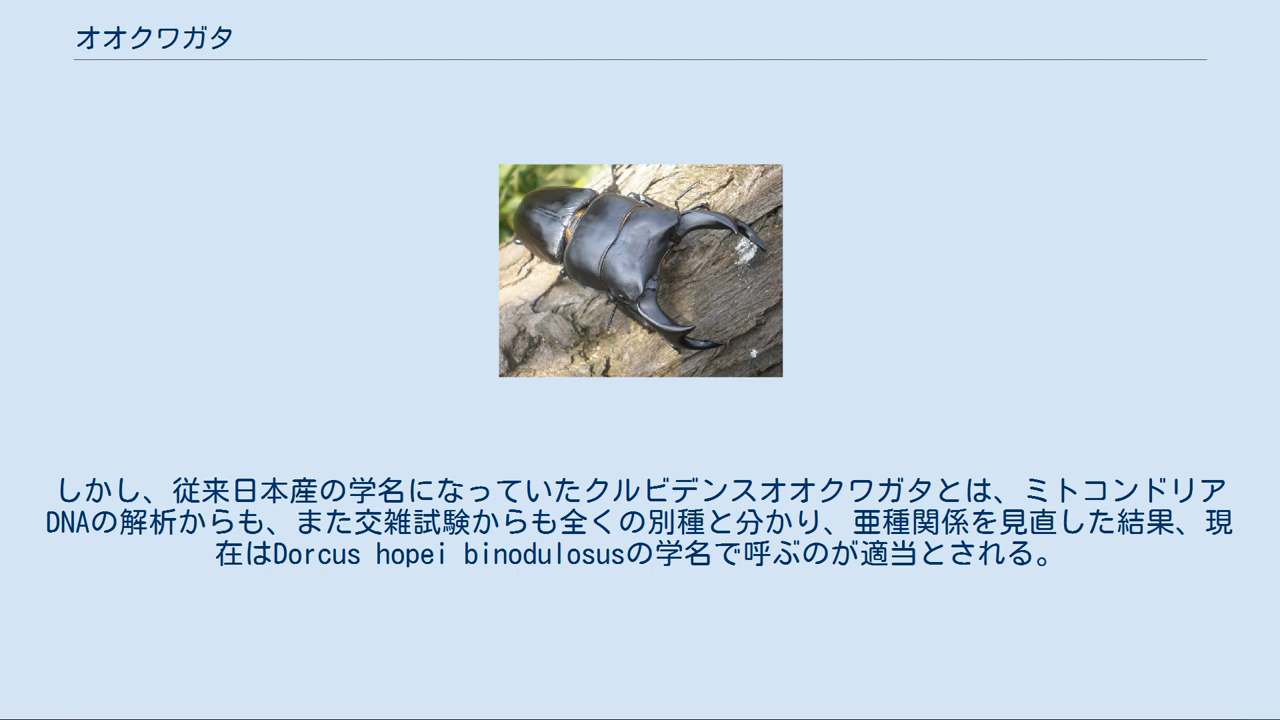 オオクワガタ
しかし、従来日本産の学名になっていたクルビデンスオオクワガタとは、ミトコンドリア
DNAの解析からも、また交雑試験からも全くの別種と分かり、亜種関係を見直した結果、現
在はDorcus hopei binodulosusの学名で呼ぶのが適当とされる。